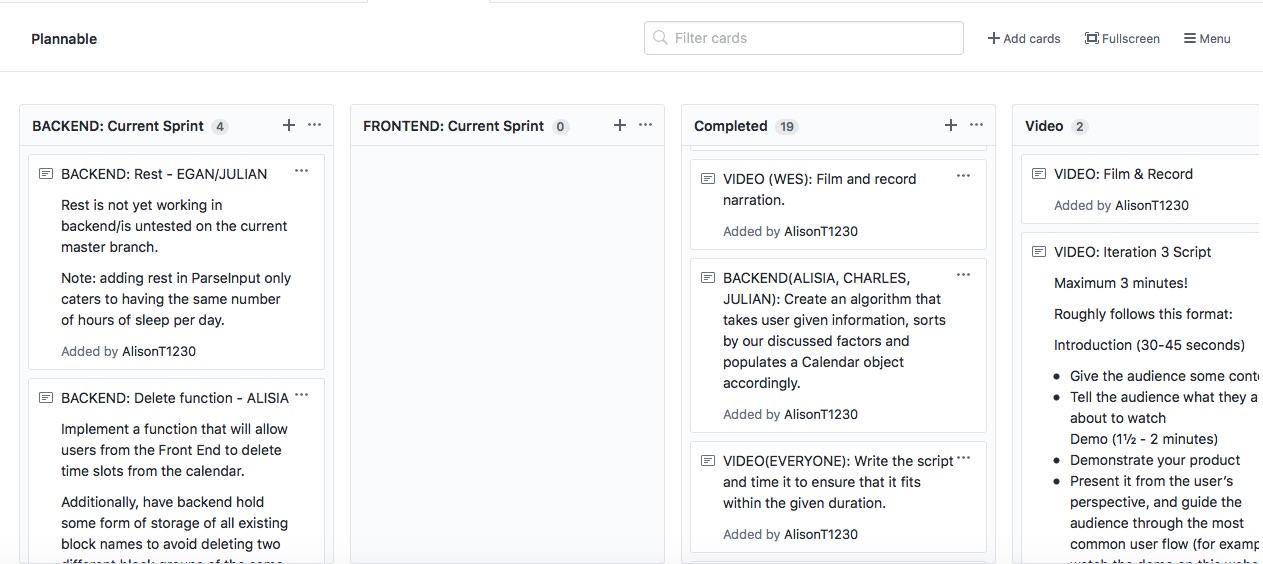 Plannable
Filter cards
Add cards
Fullscreen
Menu
BACKEND: Current Sprint 4
BACKEND: Rest - EGAN/JULIAN
Rest is not yet working in
backend/is untested on the current
master branch.
Note: adding rest in ParseInput only
caters to having the same number
of hours of sleep per day.
Added by AlisonT1230
BACKEND: Delete function - ALISIA
Implement a function that will allow
users from the Front End to delete
time slots from the calendar.
Additionally, have backend hold
some form of storage of all existing
block names to avoid deleting two
different block groups of the same
FRONTEND: Current Sprint 0
Completed 19
VIDEO (WES): Film and record
narration.
Added by AlisonT1230
BACKEND(ALISIA, CHARLES,
JULIAN): Create an algorithm that
takes user given information, sorts
by our discussed factors and
populates a Calendar object
accordingly.
Added by AlisonT1230
VIDEO(EVERYONE): Write the script
and time it to ensure that it fits
within the given duration.
Added by AlisonT1230
Video 2
VIDEO: Film & Record
Added by AlisonT1230
VIDEO: Iteration 3 Script
Maximum 3 minutes!
Roughly follows this format:
Introduction (30-45 seconds)
Give the audience some
Tell the audience what they
about to watch
Demo (1½ - 2 minutes)
Demonstrate your product
Present it from the user's
perspective, and guide the
audience through the most
common user flow (for